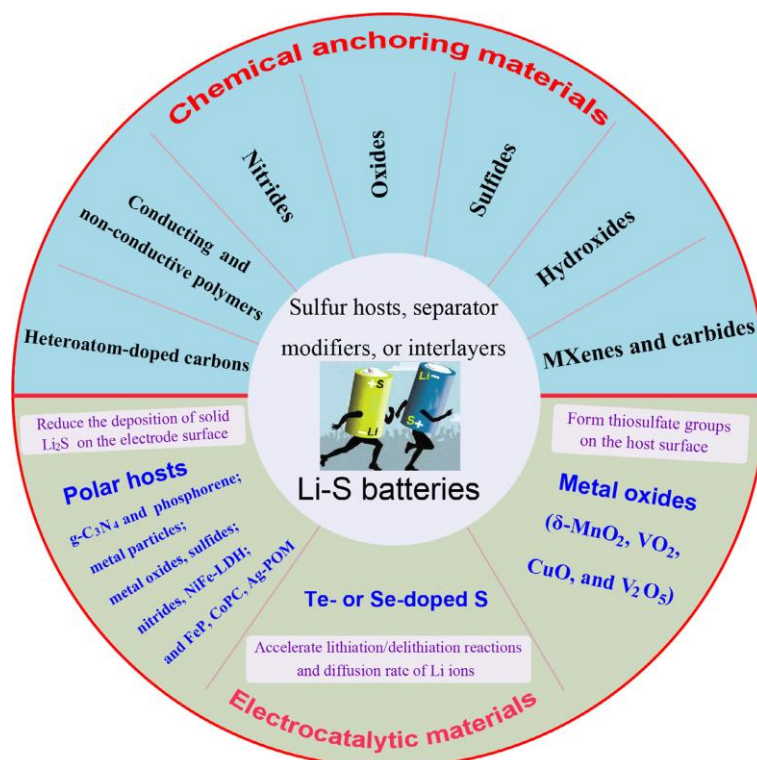 Chemical anchoring materials
Heteroatom-doped carbons
Conducting and
non-conductive polymers
Nitrides
Oxides
Sulfides
Hydroxides
MXenes and carbides
Sulfur hosts, separator
modifiers, or interlayers
+S
-Li
Li-
S+
Li-S batteries
Reduce the deposition of solid
Li₂S on the electrode surface
Polar hosts
g-C₃N₄ and phosphorene;
metal particles;
metal oxides, sulfides;
nitrides, NiFe-LDH;
and FeP, CoPC, Ag-POM
Te- or Se-doped S
Accelerate lithiation/delithiation reactions
and diffusion rate of Li ions
Form thiosulfate groups
on the host surface
Metal oxides
(δ-MnO₂, VO₂,
CuO, and V₂O₅)
Electrocatalytic materials